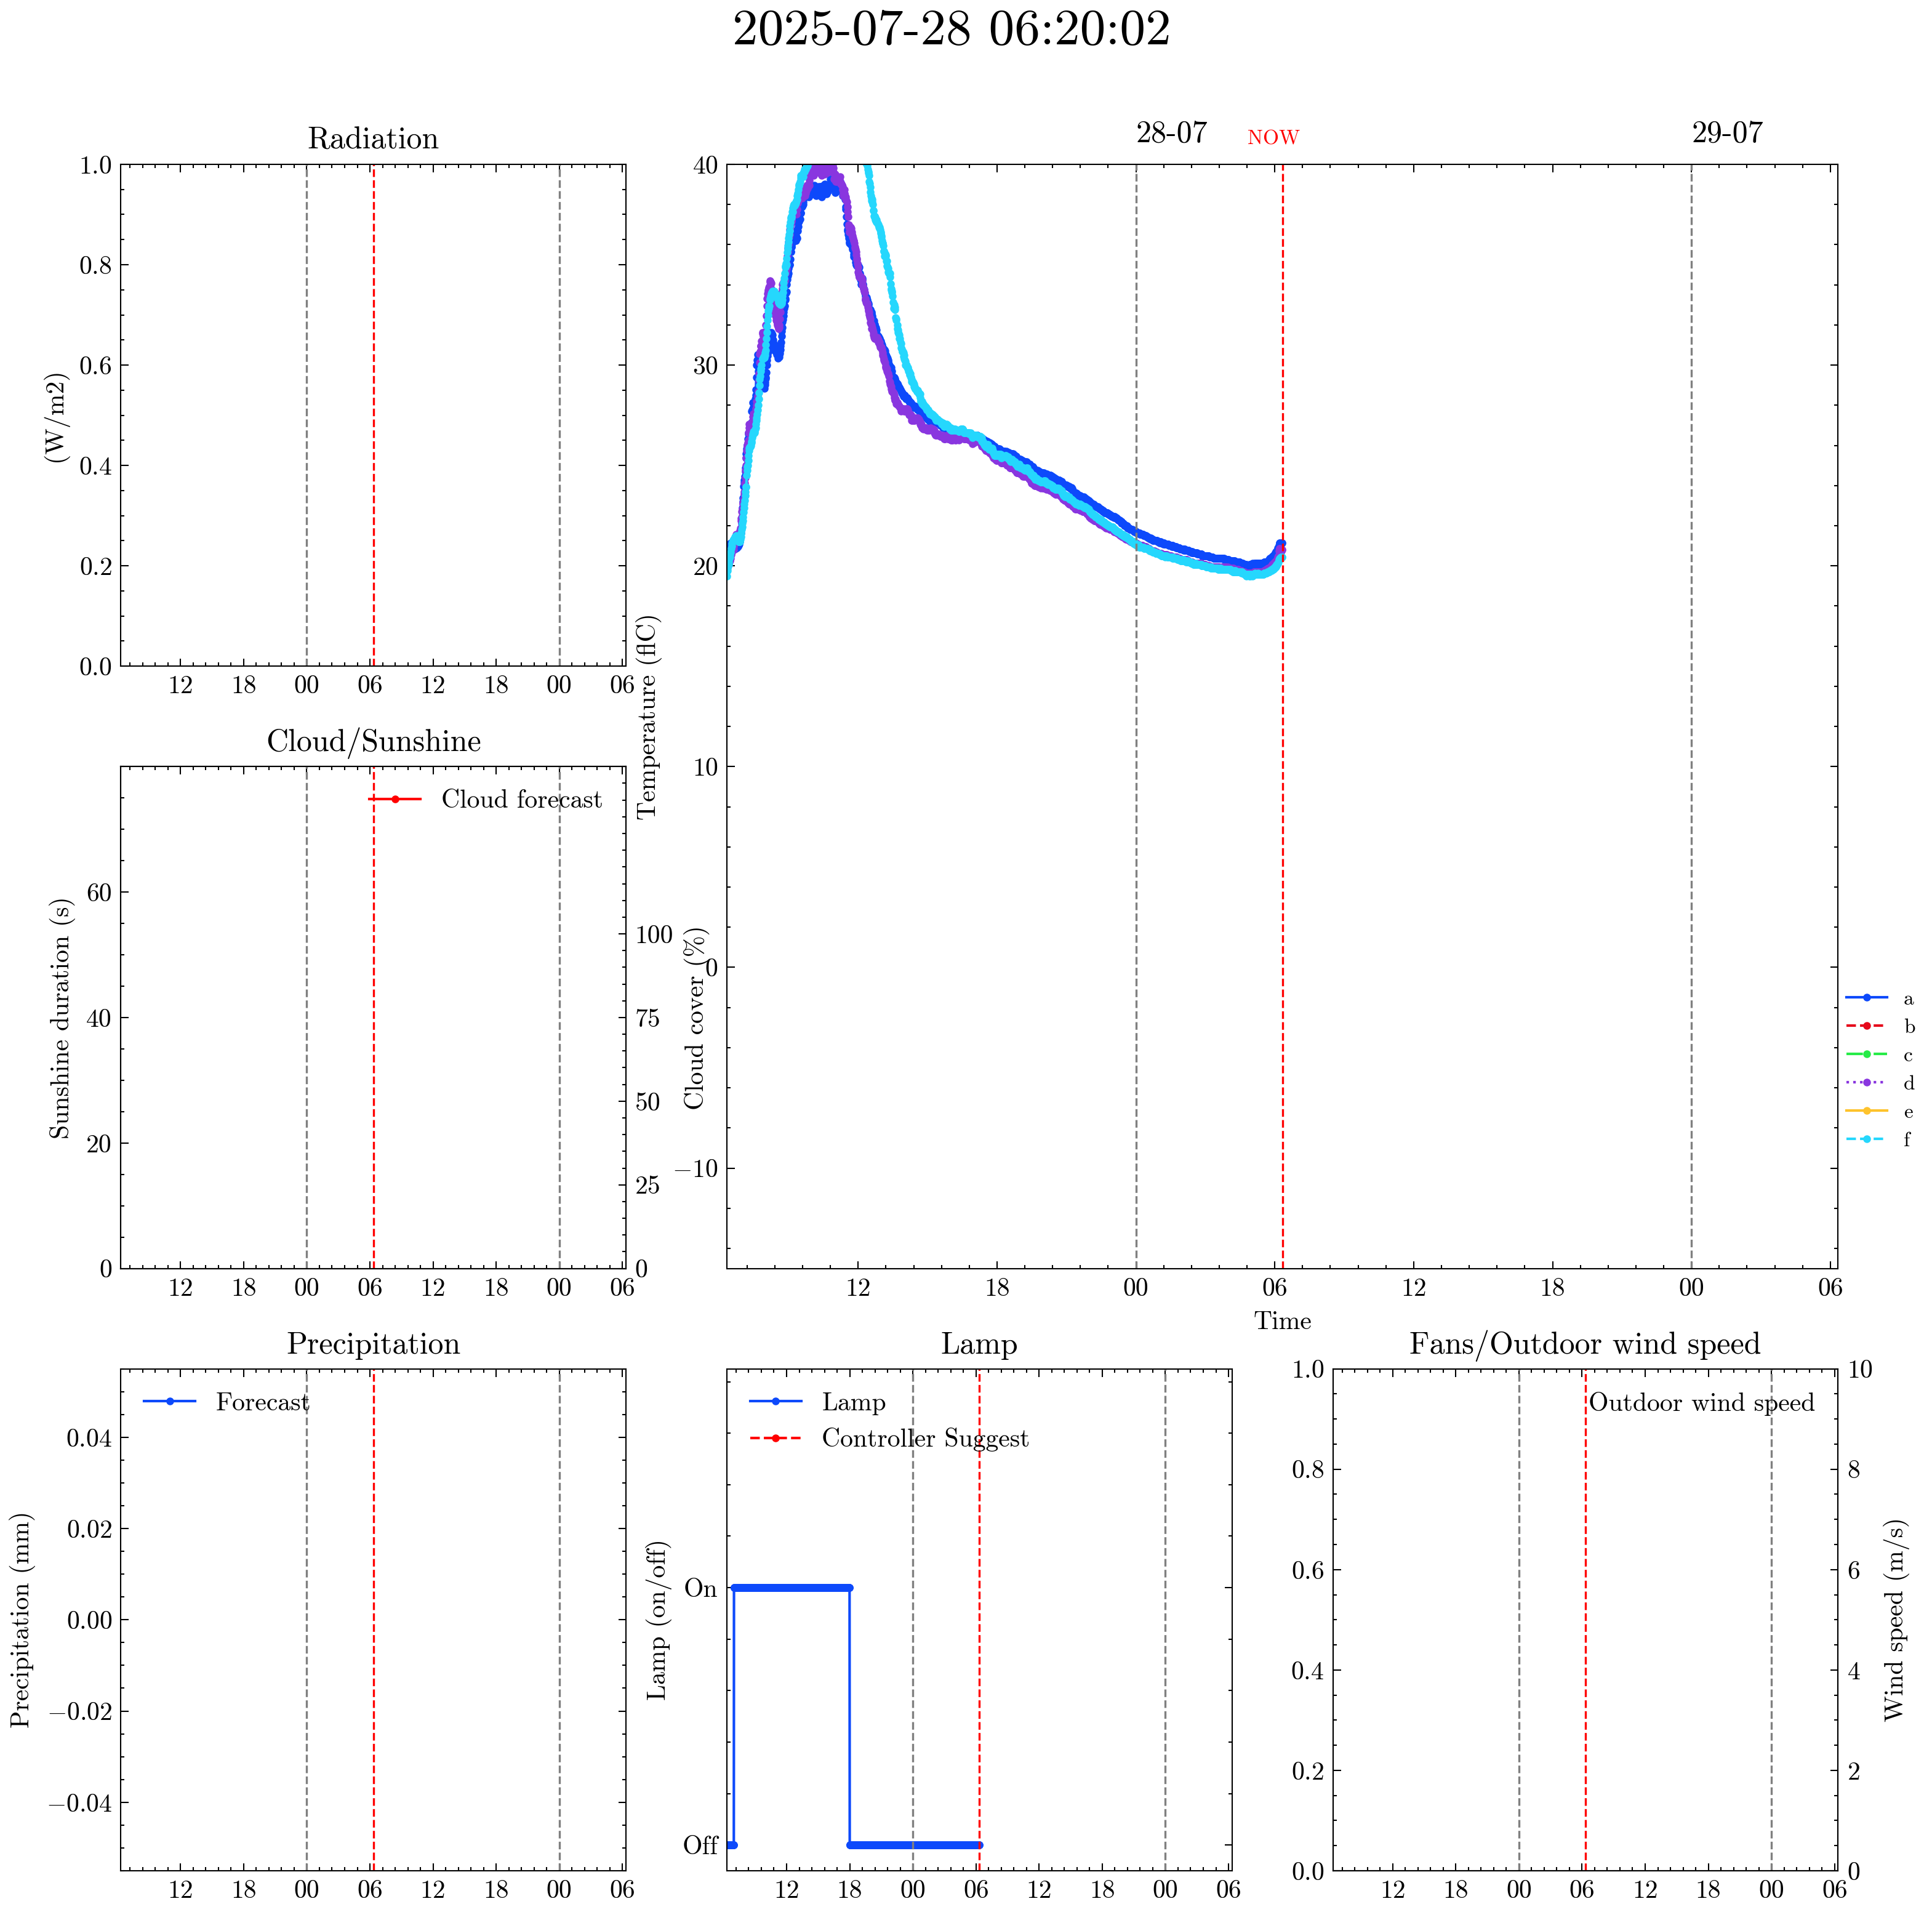 2025-07-28 06:20:02
Radiation
(W/m2)
1.0
0.8
0.6
0.4
0.2
0.0
12 18 00 06 12 18 00 06
28-07 NOW 29-07
Temperature (flC)
40
30
20
10
0
−10
12 18 00 06 12 18 00 06
Time
a
b
c
d
e
f
Cloud/Sunshine
Cloud forecast
Sunshine duration (s)
60
40
20
0
Cloud cover (%)
100
75
50
25
0
12 18 00 06 12 18 00 06
Precipitation
Forecast
Precipitation (mm)
0.04
0.02
0.00
−0.02
−0.04
12 18 00 06 12 18 00 06
Lamp
Lamp
Controller Suggest
Lamp (on/off)
On
Off
12 18 00 06 12 18 00 06
Fans/Outdoor wind speed
Outdoor wind speed
1.0
0.8
0.6
0.4
0.2
0.0
Wind speed (m/s)
10
8
6
4
2
0
12 18 00 06 12 18 00 06